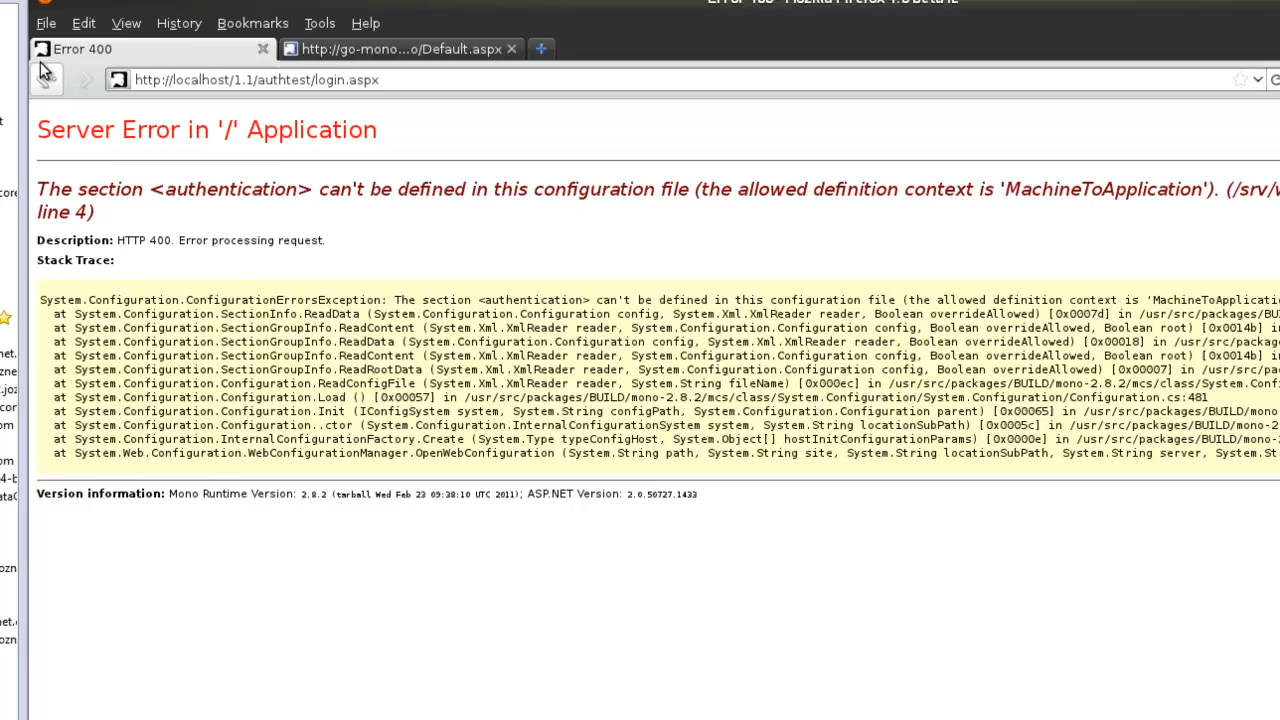 File Edit View History Bookmarks Tools Help
Error 400 http://go-mono...o/Default.aspx
http://localhost/1.1/authtest/login.aspx
Server Error in '/' Application
The section <authentication> can't be defined in this configuration file (the allowed definition context is 'MachineToApplication'). (/srv/
line 4)
Description: HTTP 400. Error processing request.
Stack Trace:
System.Configuration.ConfigurationErrorsException: The section <authentication> can't be defined in this configuration file (the allowed definition context is 'MachineToApplicatio
at System.Configuration.SectionInfo.ReadData (System.Configuration.Configuration config, System.Xml.XmlReader reader, Boolean overrideAllowed) [0x0007d] in /usr/src/packages/BUI
at System.Configuration.SectionGroupInfo.ReadContent (System.Xml.XmlReader reader, System.Configuration.Configuration config, Boolean overrideAllowed, Boolean root) [0x0014b] in
at System.Configuration.SectionGroupInfo.ReadData (System.Configuration.Configuration config, System.Xml.XmlReader reader, Boolean overrideAllowed) [0x00018] in /usr/src/package
at System.Configuration.SectionGroupInfo.ReadContent (System.Xml.XmlReader reader, System.Configuration.Configuration config, Boolean overrideAllowed, Boolean root) [0x0014b] in
at System.Configuration.SectionGroupInfo.ReadRootData (System.Xml.XmlReader reader, System.Configuration.Configuration config, Boolean overrideAllowed) [0x00007] in /usr/src/pac
at System.Configuration.Configuration.ReadConfigFile (System.Xml.XmlReader reader, System.String fileName) [0x000ec] in /usr/src/packages/BUILD/mono-2.8.2/mcs/class/System.Confi
at System.Configuration.Configuration.Load () [0x00057] in /usr/src/packages/BUILD/mono-2.8.2/mcs/class/System.Configuration/System.Configuration/Configuration.cs:481
at System.Configuration.Configuration.Init (IConfigSystem system, System.String configPath, System.Configuration.Configuration parent) [0x00065] in /usr/src/packages/BUILD/mono
at System.Configuration.Configuration..ctor (System.Configuration.InternalConfigurationSystem system, System.String locationSubPath) [0x0005c] in /usr/src/packages/BUILD/mono-2.
at System.Configuration.InternalConfigurationFactory.Create (System.Type typeConfigHost, System.Object[] hostInitConfigurationParams) [0x0000e] in /usr/src/packages/BUILD/mono-2
at System.Web.Configuration.WebConfigurationManager.OpenWebConfiguration (System.String path, System.String site, System.String locationSubPath, System.String server, System.St
Version information: Mono Runtime Version: 2.8.2 (tarball Wed Feb 23 09:38:10 UTC 2011); ASP.NET Version: 2.0.50727.1433